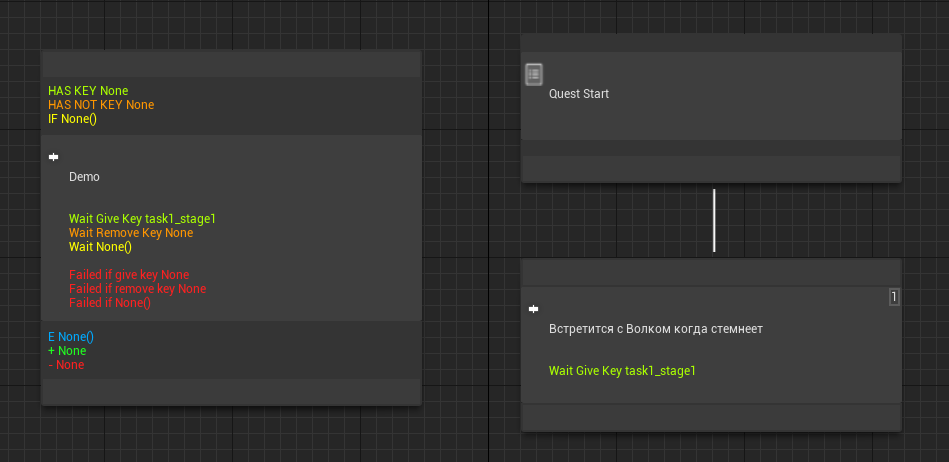 HAS KEY None
HAS NOT KEY None
IF None()
Demo
Wait Give Key task1_stage1
Wait Remove Key None
Wait None()
Failed if give key None
Failed if remove key None
Failed if None()
E None()
+ None
- None
Quest Start
1
Встретится с Волком когда стемнеет
Wait Give Key task1_stage1